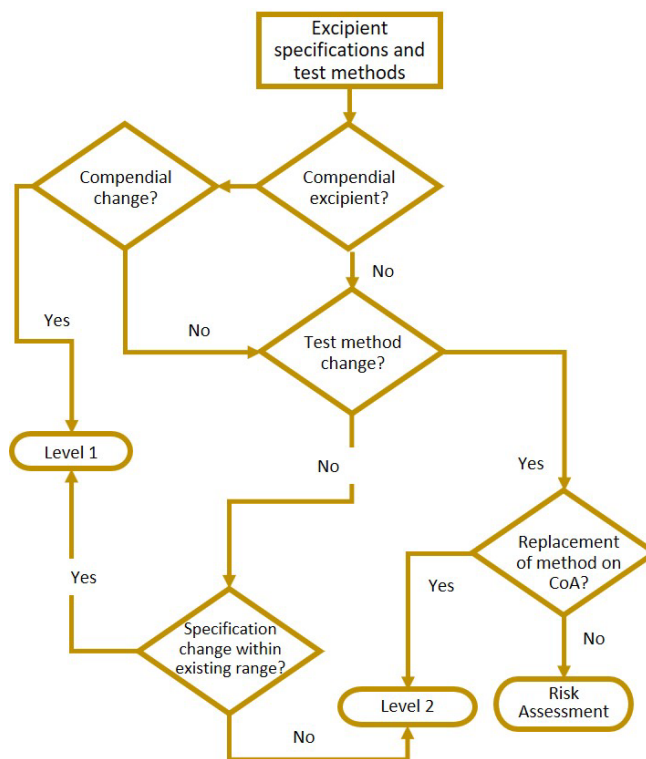 Excipient
specifications and
test methods
Compendial
change?
Compendial
excipient?
No
Yes
No
Test method
change?
Level 1
No
Yes
Replacement
of method on
CoA?
Yes
Yes
Specification
change within
existing range?
No
Level 2
Risk
Assessment
No